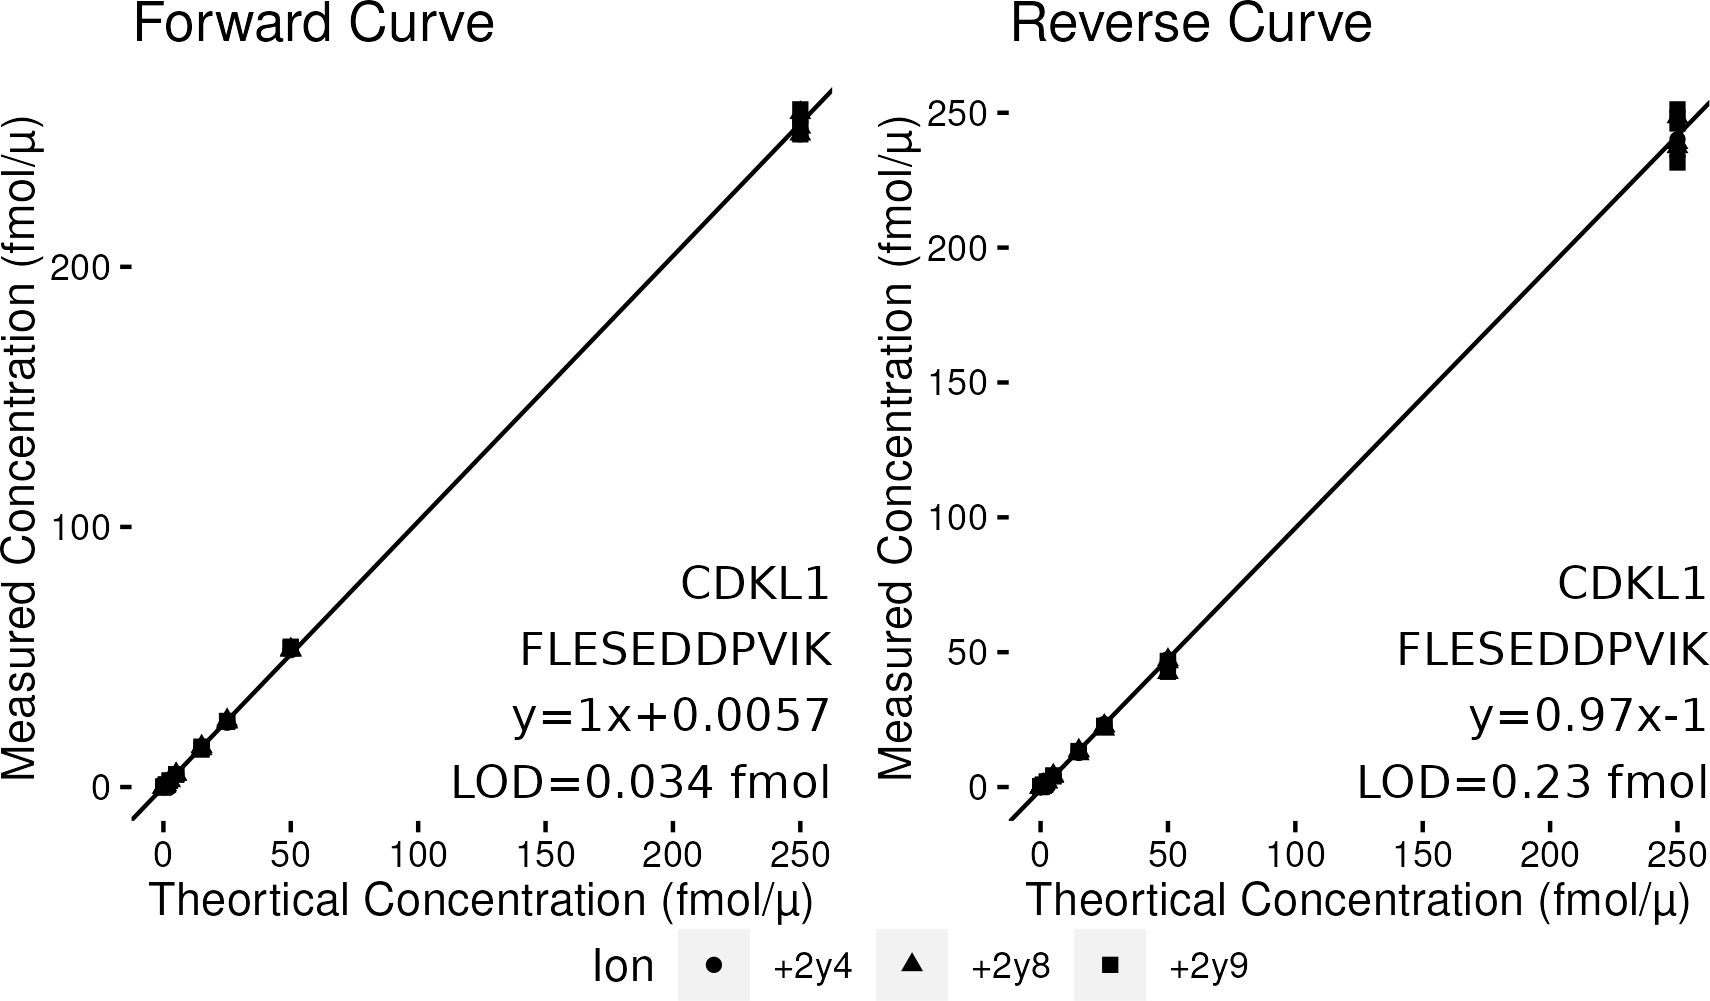 Forward Curve
Measured Concentration (fmol/μ)
200
100
0
CDKL1
FLESEDDPVIK
y=1x+0.0057
LOD=0.034 fmol
0 50 100 150 200 250
Theortical Concentration (fmol/μ)
Reverse Curve
Measured Concentration (fmol/μ)
250
200
150
100
50
0
CDKL1
FLESEDDPVIK
y=0.97x-1
LOD=0.23 fmol
0 50 100 150 200 250
Theortical Concentration (fmol/μ)
Ion +2y4 +2y8 +2y9